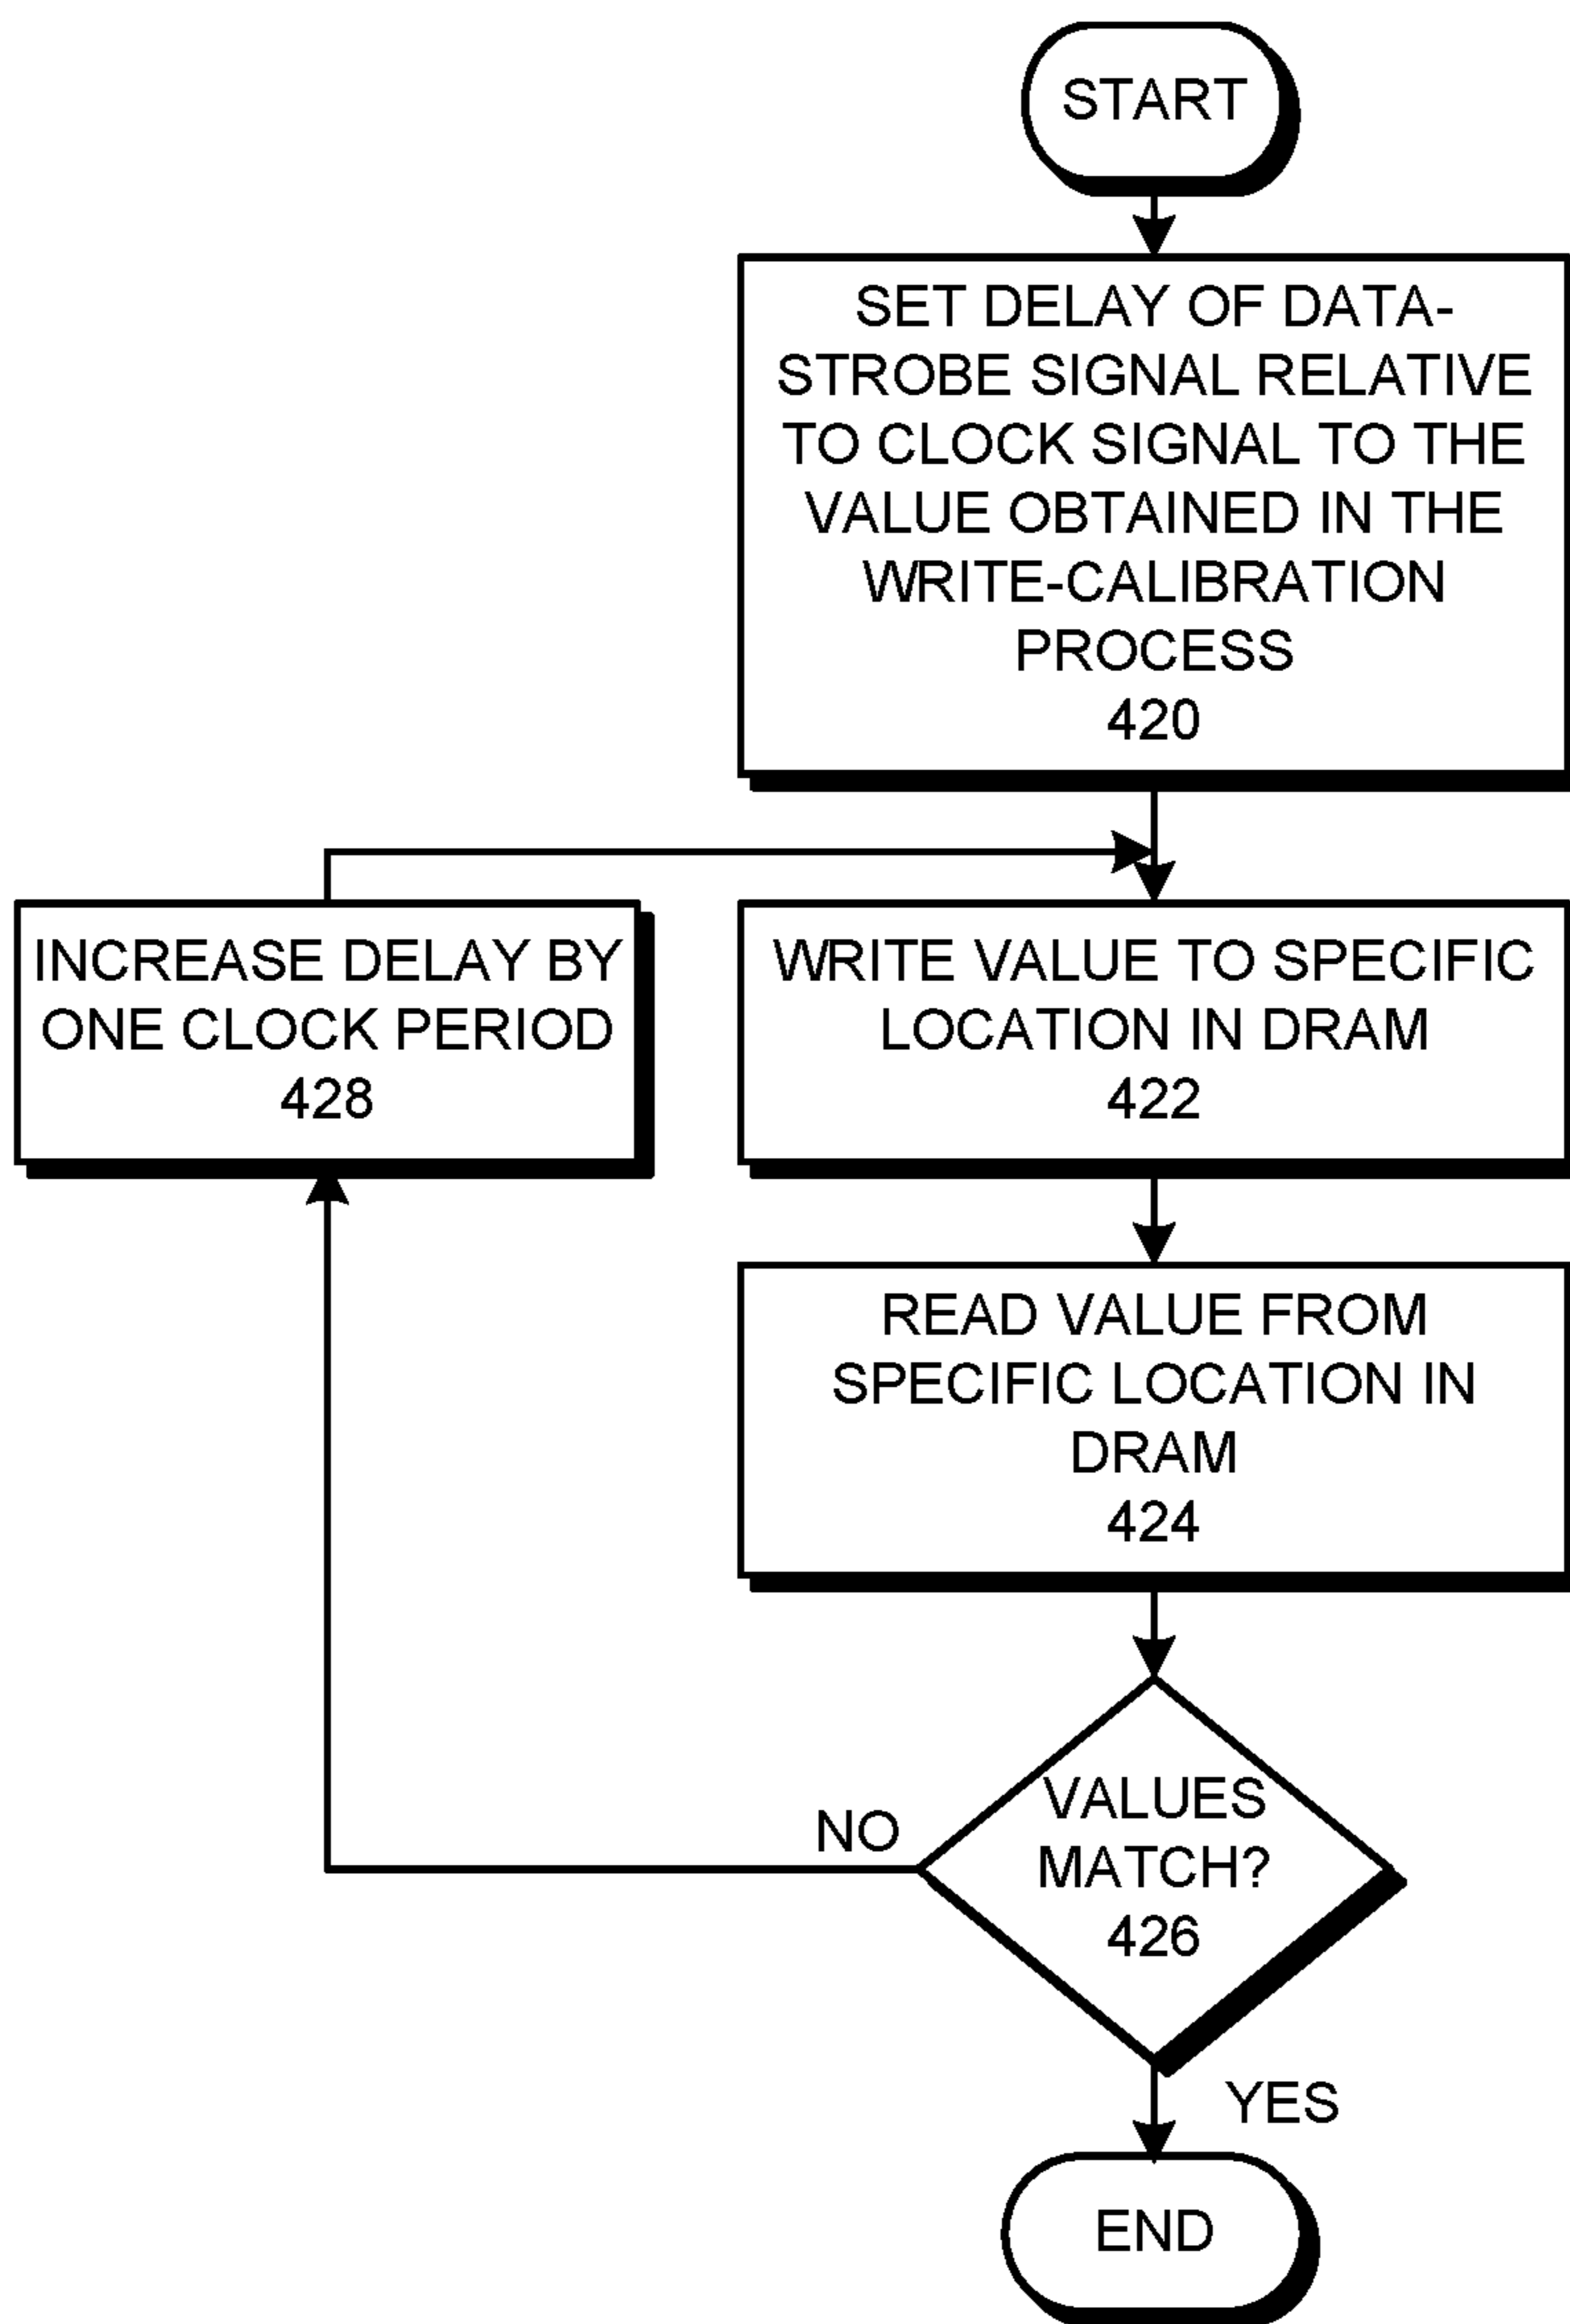 START
SET DELAY OF DATA-
STROBE SIGNAL RELATIVE
TO CLOCK SIGNAL TO THE
VALUE OBTAINED IN THE
WRITE-CALIBRATION
PROCESS
420
INCREASE DELAY BY
ONE CLOCK PERIOD
428
WRITE VALUE TO SPECIFIC
LOCATION IN DRAM
422
READ VALUE FROM
SPECIFIC LOCATION IN
DRAM
424
VALUES
MATCH?
426
NO
YES
END